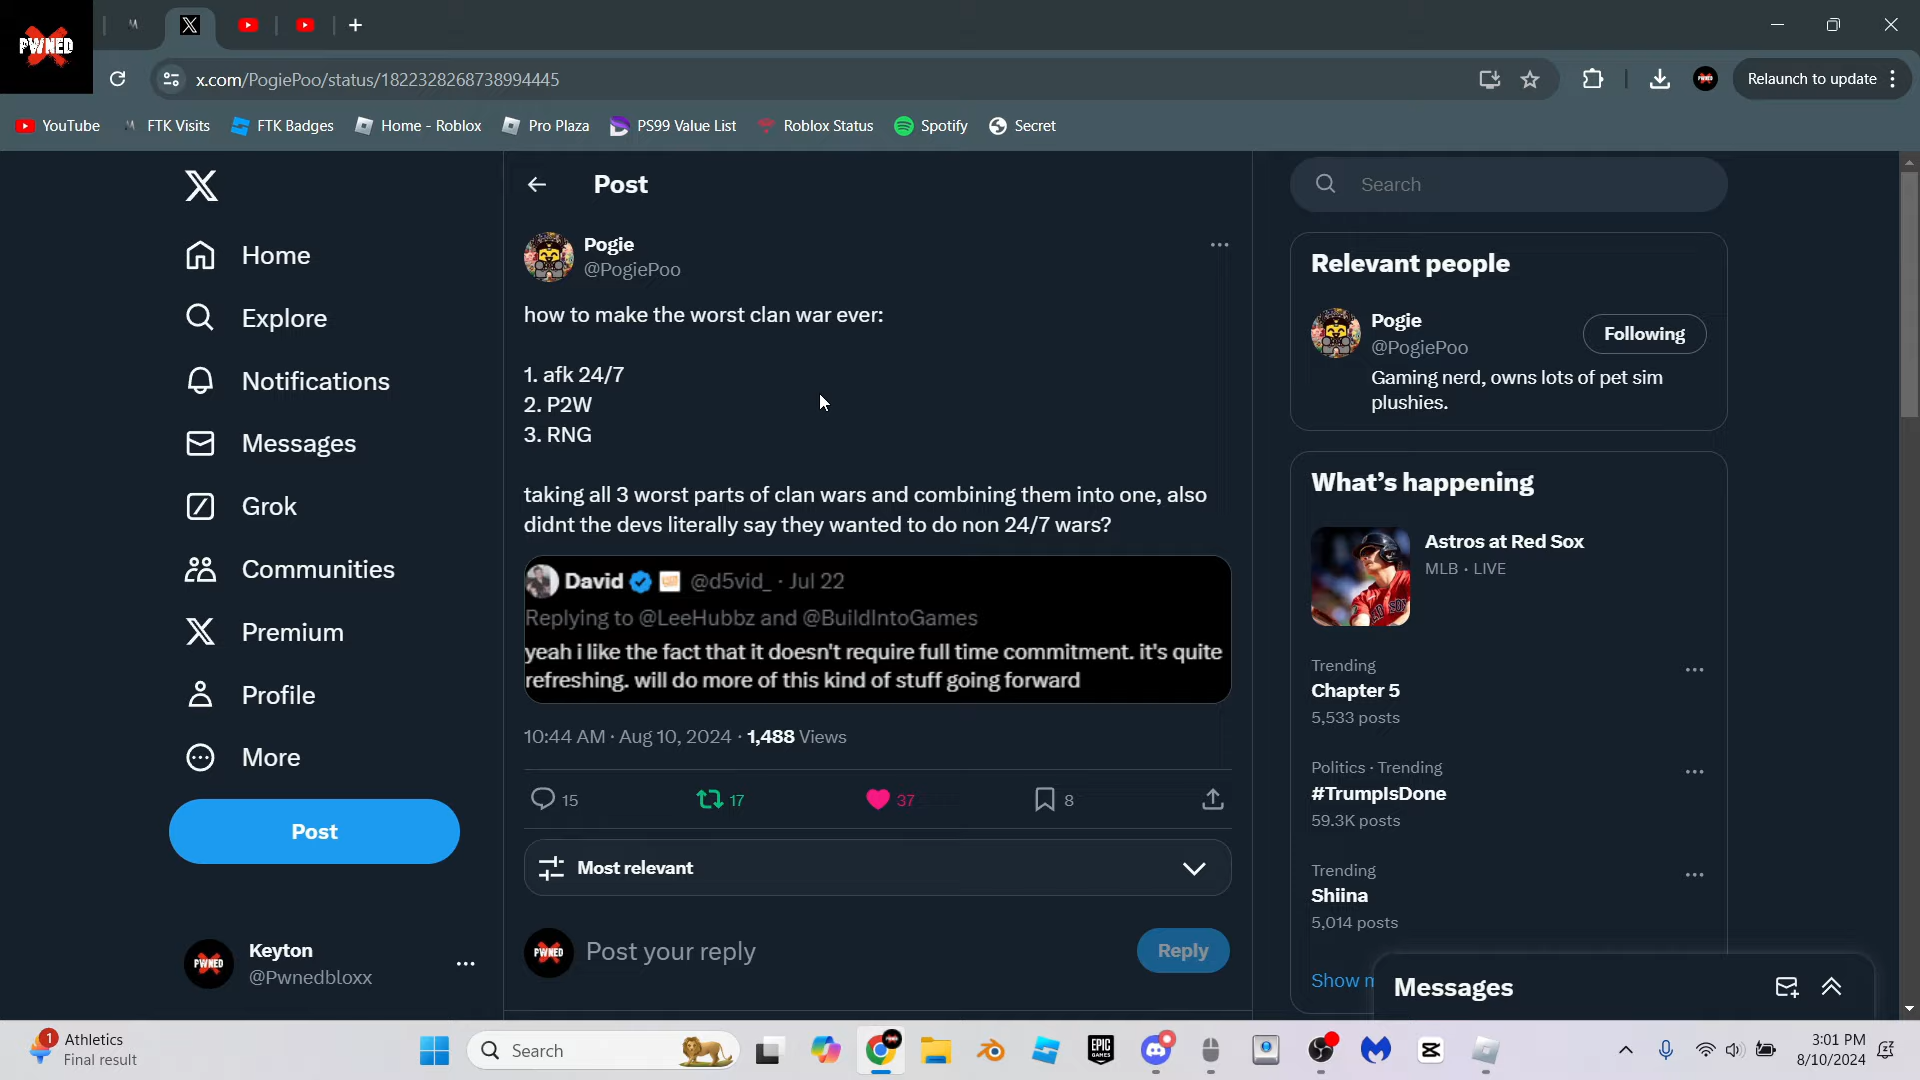 PWNED
x.com/PogiePoo/status/1822328268738994445
Relaunch to update
YouTube
FTK Visits
FTK Badges
Home - Roblox
Pro Plaza
PS99 Value List
Roblox Status
Spotify
Secret
Home
Explore
Notifications
Messages
Grok
Communities
Premium
Profile
More
Post
Keyton
@Pwnedbloxx
Post
Pogie
@PogiePoo
how to make the worst clan war ever:
1. afk 24/7
2. P2W
3. RNG
taking all 3 worst parts of clan wars and combining them into one, also
didnt the devs literally say they wanted to do non 24/7 wars?
David @d5vid_ · Jul 22
Replying to @LeeHubbz and @BuildIntoGames
yeah i like the fact that it doesn't require full time commitment. it's quite
refreshing. will do more of this kind of stuff going forward
10:44 AM · Aug 10, 2024 · 1,488 Views
15 17 37 8
Most relevant
PWNED
Post your reply
Reply
Search
Relevant people
Pogie
@PogiePoo
Following
Gaming nerd, owns lots of pet sim
plushies.
What's happening
Astros at Red Sox
MLB · LIVE
Trending
Chapter 5
5,533 posts
Politics · Trending
#TrumpIsDone
59.3K posts
Trending
Shiina
5,014 posts
Show m
Messages
1
Athletics
Final result
Search
EPIC
GAMES
3:01 PM
8/10/2024